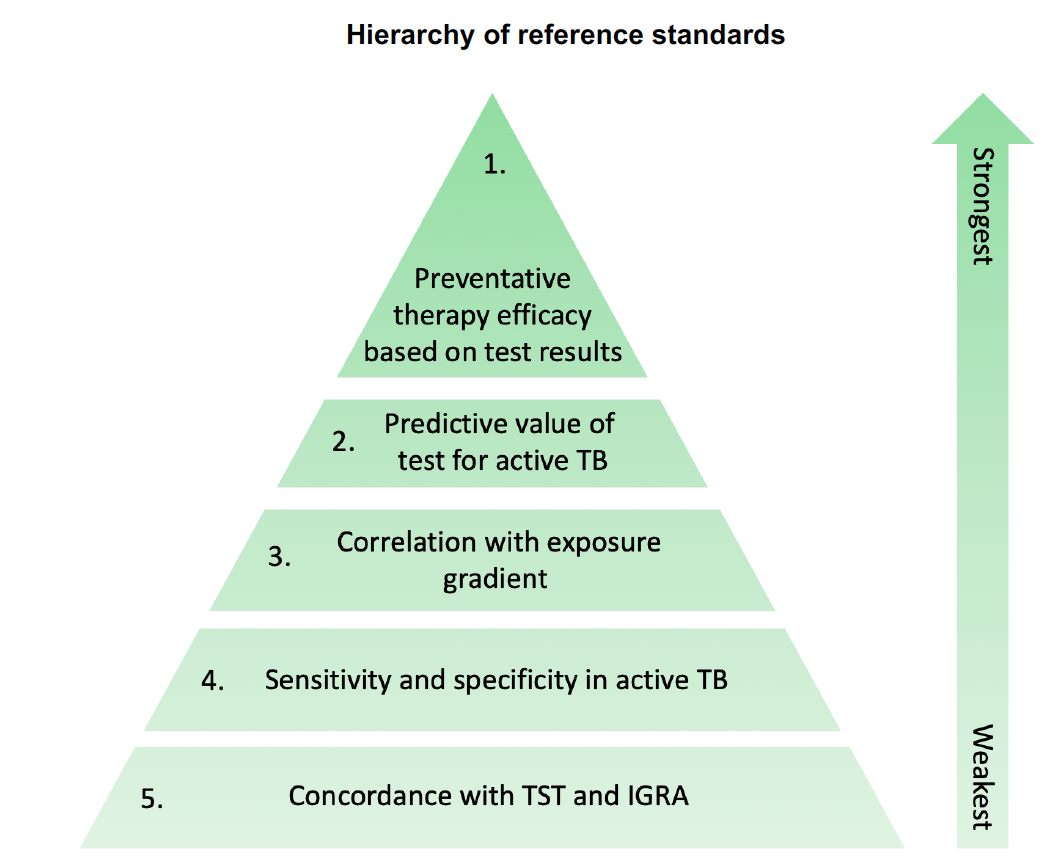 Hierarchy of reference standards
1.
Preventative
therapy efficacy
based on test results
2.
Predictive value of
test for active TB
3.
Correlation with exposure
gradient
4.
Sensitivity and specificity in active TB
5.
Concordance with TST and IGRA
Strongest
Weakest